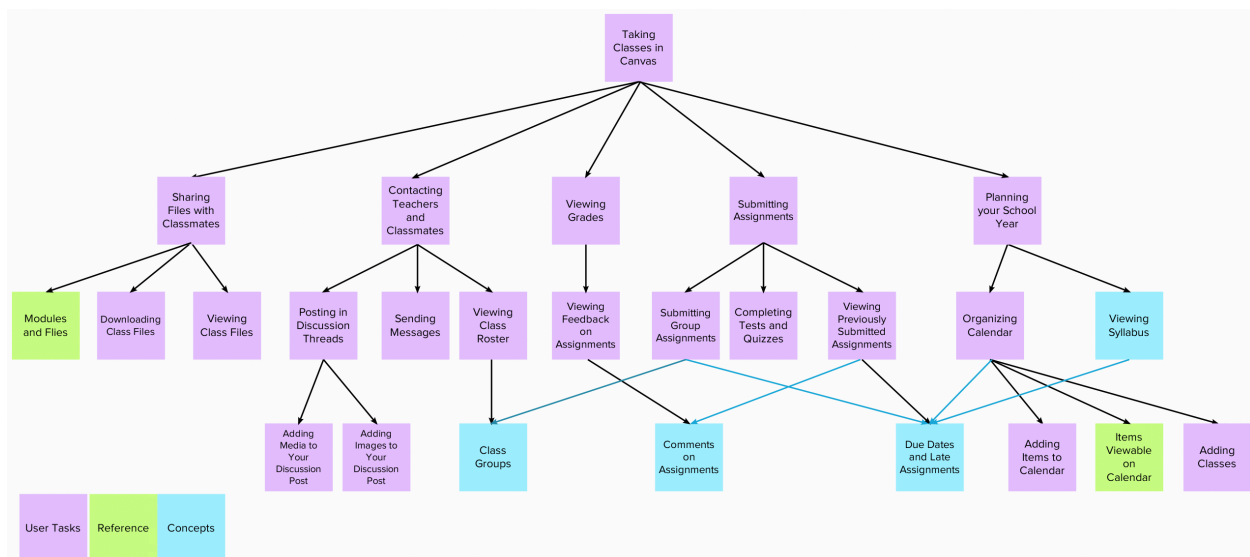 Taking
Classes in
Canvas
Sharing
Files with
Classmates
Contacting
Teachers
and
Classmates
Viewing
Grades
Submitting
Assignments
Planning
your School
Year
Modules
and Flies
Downloading
Class Files
Viewing
Class Files
Posting in
Discussion
Threads
Sending
Messages
Viewing
Class
Roster
Viewing
Feedback
on
Assignments
Submitting
Group
Assignments
Completing
Tests and
Quizzes
Viewing
Previously
Submitted
Assignments
Organizing
Calendar
Viewing
Syllabus
Adding
Media to
Your
Discussion
Post
Adding
Images to
Your
Discussion
Post
Class
Groups
Comments
on
Assignments
Due Dates
and Late
Assignments
Adding
Items to
Calendar
Items
Viewable
on
Calendar
Adding
Classes
User Tasks
Reference
Concepts